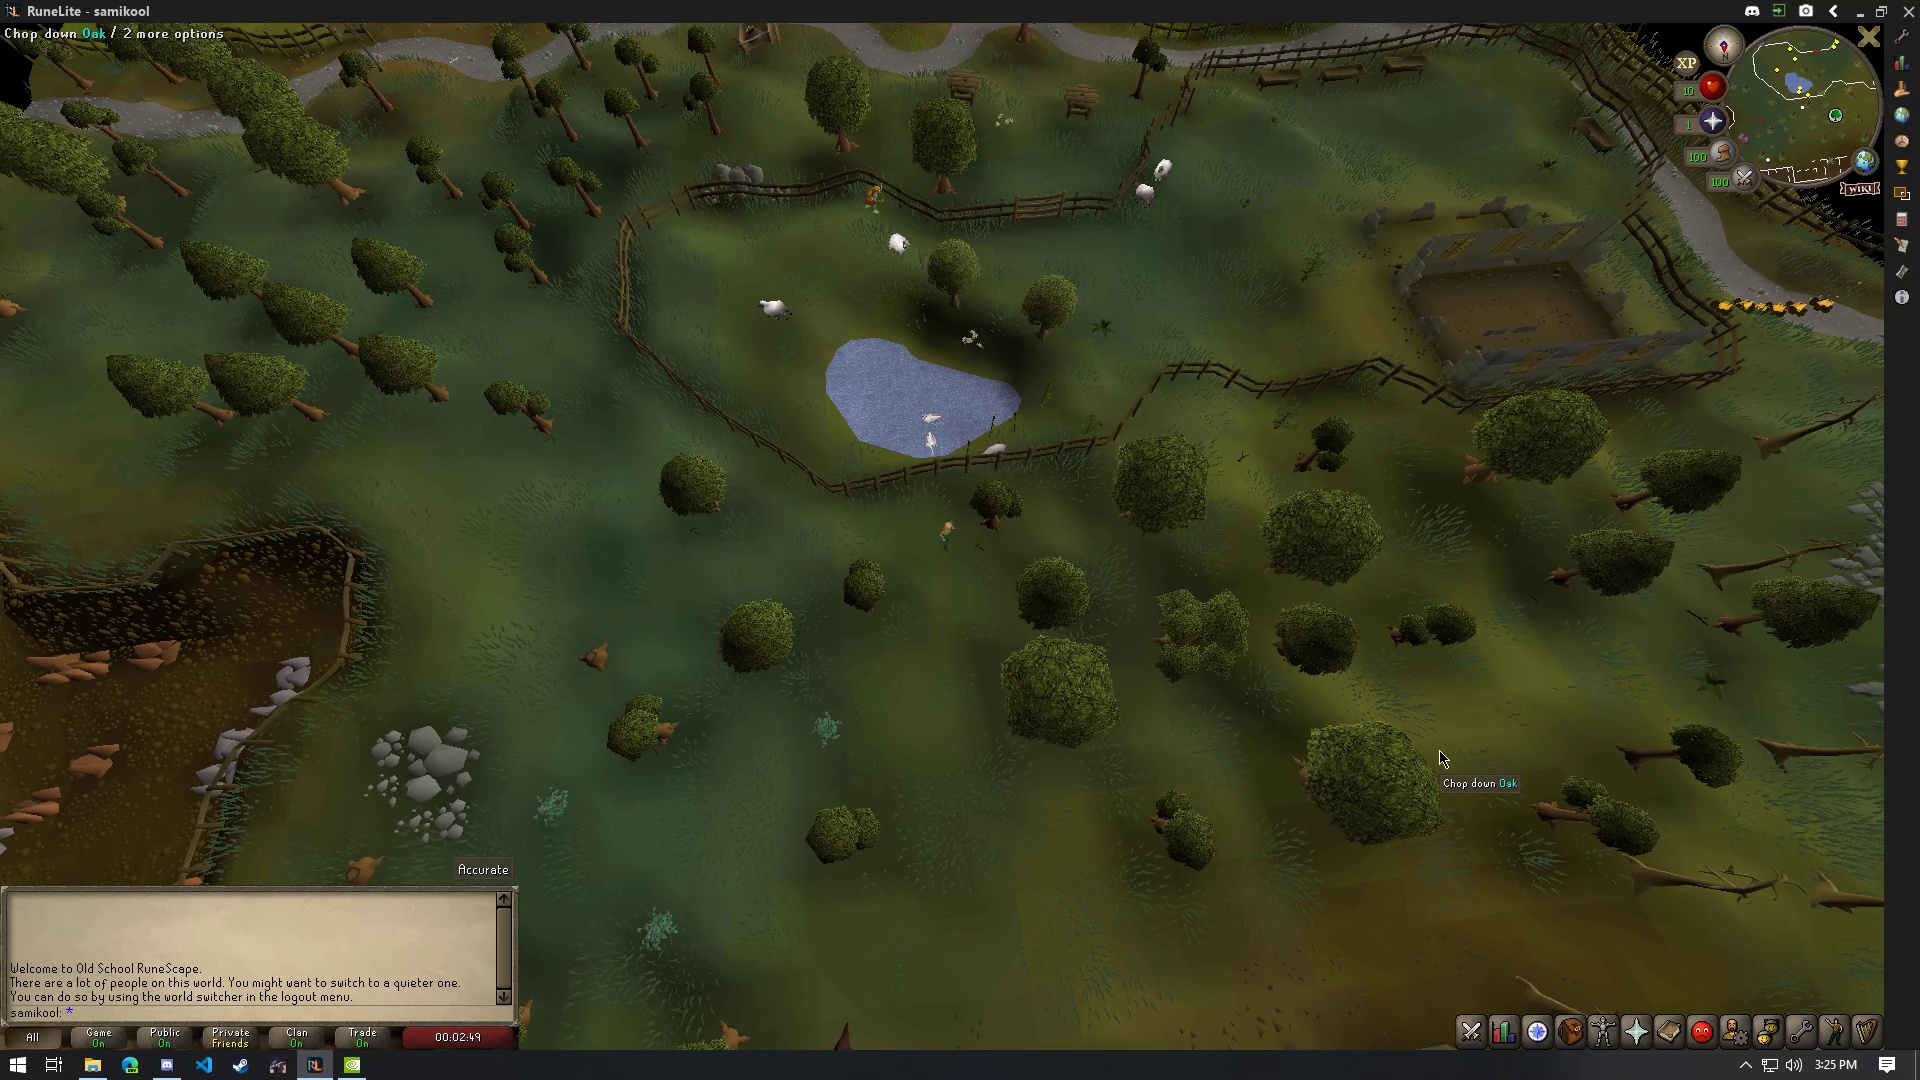 RuneLite - samikool
Chop down Oak / 2 more options
XP
10
1
100
100
WIKI
N
Chop down Oak
Accurate
Welcome to Old School RuneScape.
There are a lot of people on this world. You might want to switch to a quieter one.
You can do so by using the world switcher in the logout menu.
samikool: *
All
Game
On
Public
On
Private
Friends
Clan
On
Trade
On
00:02:49
3:25 PM